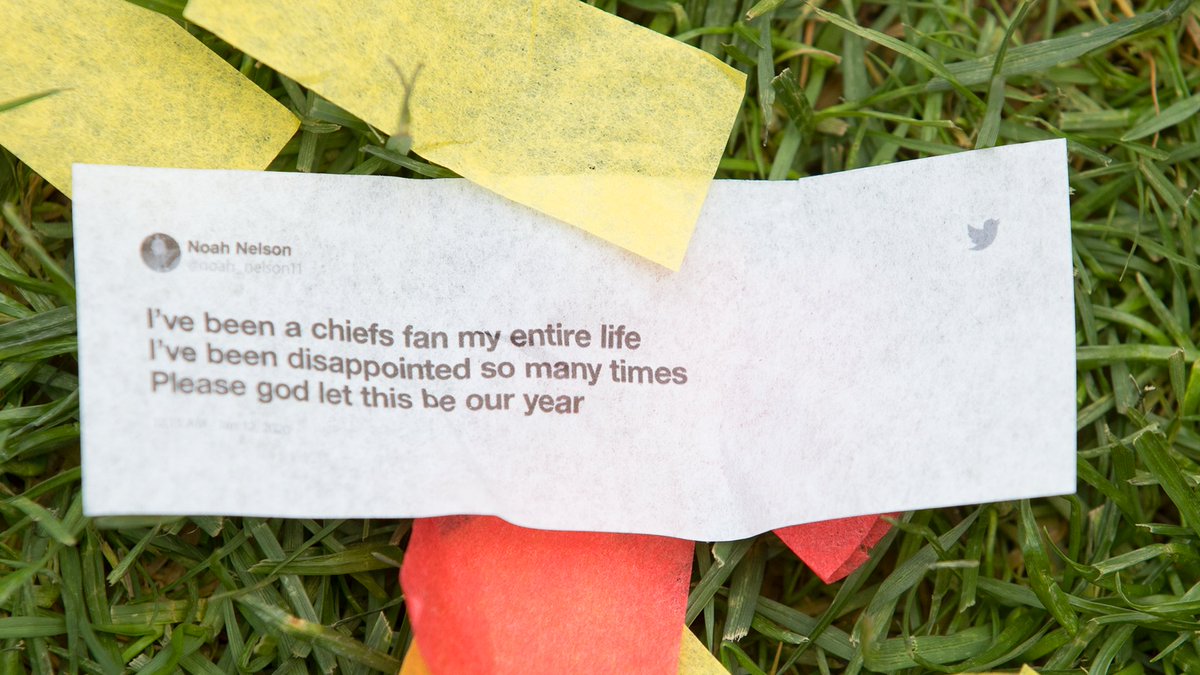 Noah Nelson
@noah_nelson11
I've been a chiefs fan my entire life
I've been disappointed so many times
Please god let this be our year